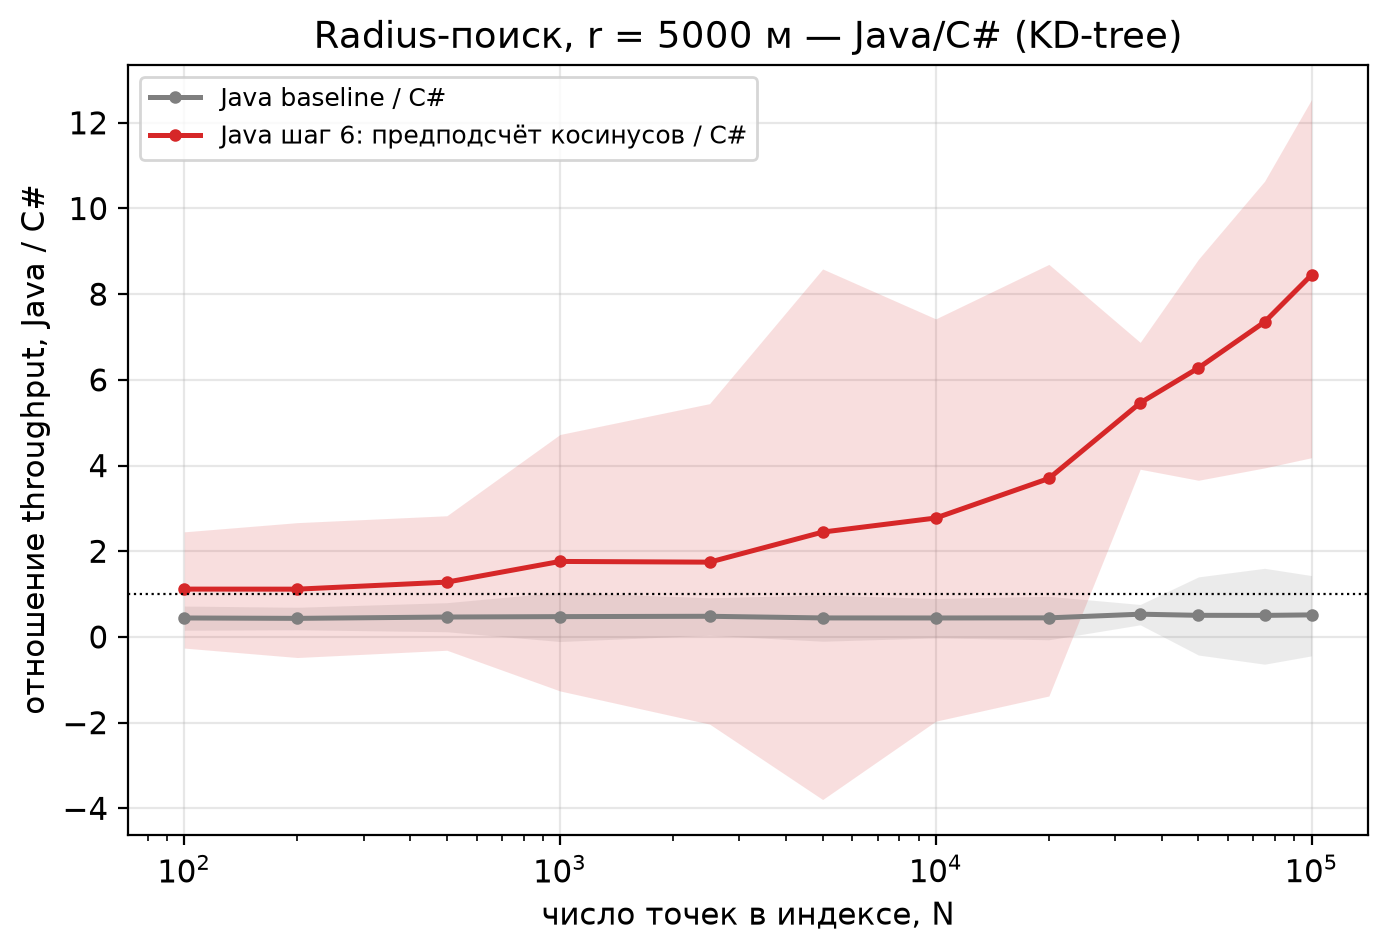 Radius-поиск, r = 5000 м — Java/C# (KD-tree)
Java baseline / C#
Java шаг 6: предподсчёт косинусов / C#
отношение throughput, Java / C#
12
10
8
6
4
2
0
−2
−4
10² 10³ 10⁴ 10⁵
число точек в индексе, N